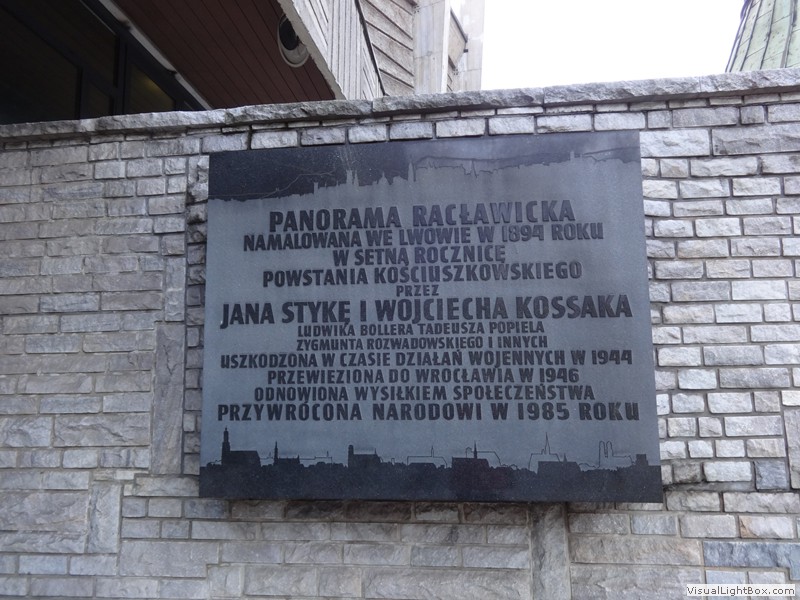 PANORAMA RACŁAWICKA
NAMALOWANA WE LWOWIE W 1894 ROKU
W SETNĄ ROCZNICĘ
POWSTANIA KOŚCIUSZKOWSKIEGO
PRZEZ
JANA STYKĘ I WOJCIECHA KOSSAKA
LUDWIKA BOLLERA TADEUSZA POPIELA
ZYGMUNTA ROZWADOWSKIEGO I INNYCH
USZKODZONA W CZASIE DZIAŁAŃ WOJENNYCH W 1944
PRZEWIEZIONA DO WROCŁAWIA W 1946
ODNOWIONA WYSIŁKIEM SPOŁECZEŃSTWA
PRZYWRÓCONA NARODOWI W 1985 ROKU
VisualLightBox.com